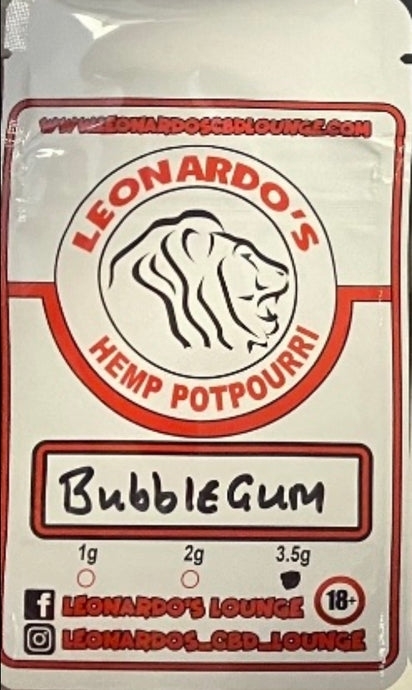 WWW.LEONARDOSCBDLOUNGE.COM
LEONARDO'S
HEMP POTPOURRI
BubblEGum
1g 2g 3.5g
LEONARDO'S LOUNGE 18+
LEONARDOS_CBD_LOUNGE